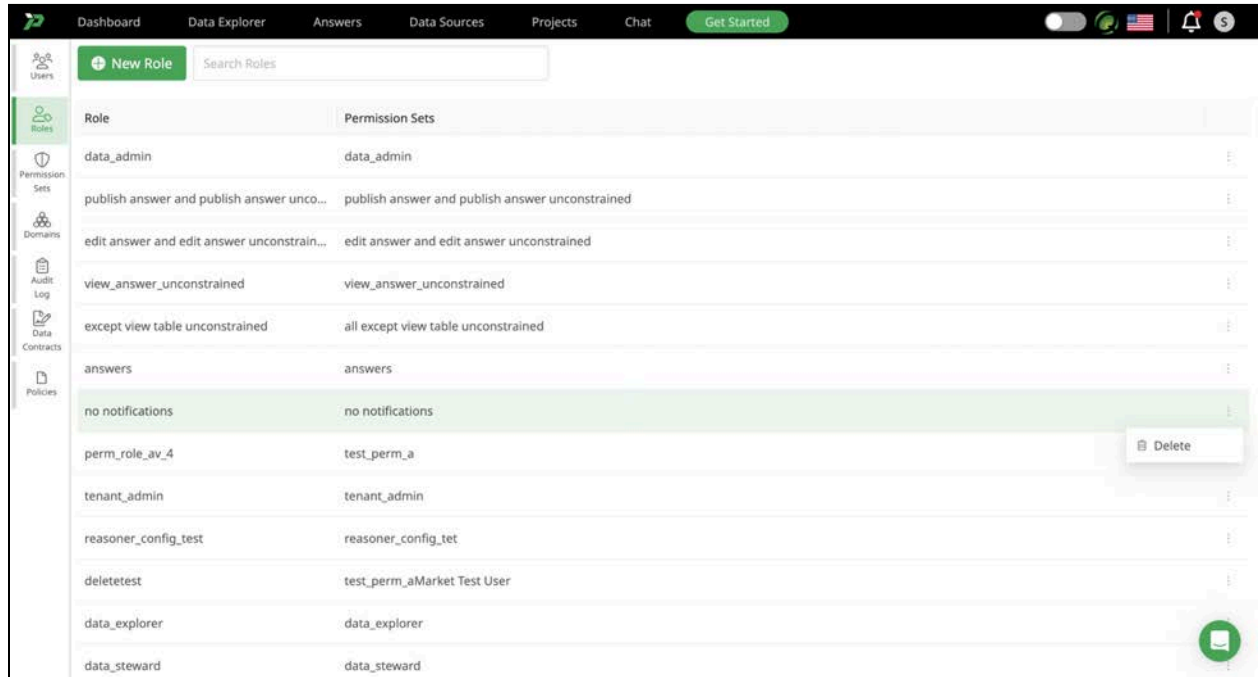 Dashboard Data Explorer Answers Data Sources Projects Chat Get Started S
Users
New Role Search Roles
Roles
Role Permission Sets
data_admin data_admin
Permission
Sets
publish answer and publish answer unco... publish answer and publish answer unconstrained
Domains
edit answer and edit answer unconstrain... edit answer and edit answer unconstrained
Audit
Log
view_answer_unconstrained view_answer_unconstrained
Data
Contracts
except view table unconstrained all except view table unconstrained
answers answers
Policies
no notifications no notifications
Delete
perm_role_av_4 test_perm_a
tenant_admin tenant_admin
reasoner_config_test reasoner_config_tet
deletetest test_perm_aMarket Test User
data_explorer data_explorer
data_steward data_steward